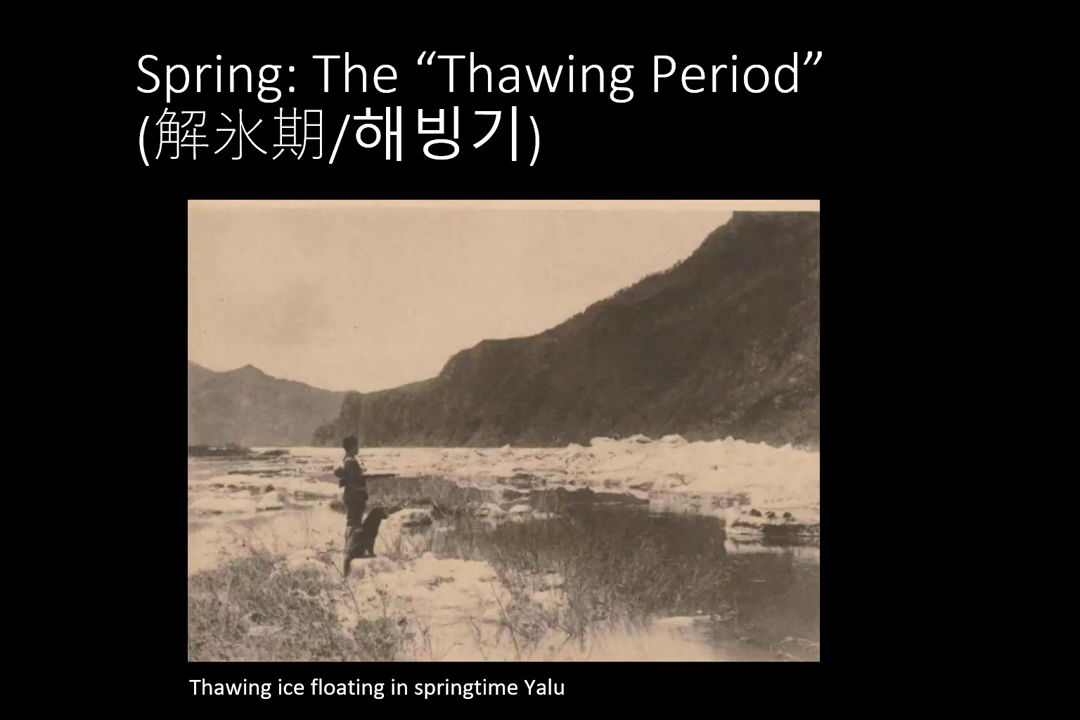 Spring: The “Thawing Period”
(解氷期/해빙기)
Thawing ice floating in springtime Yalu